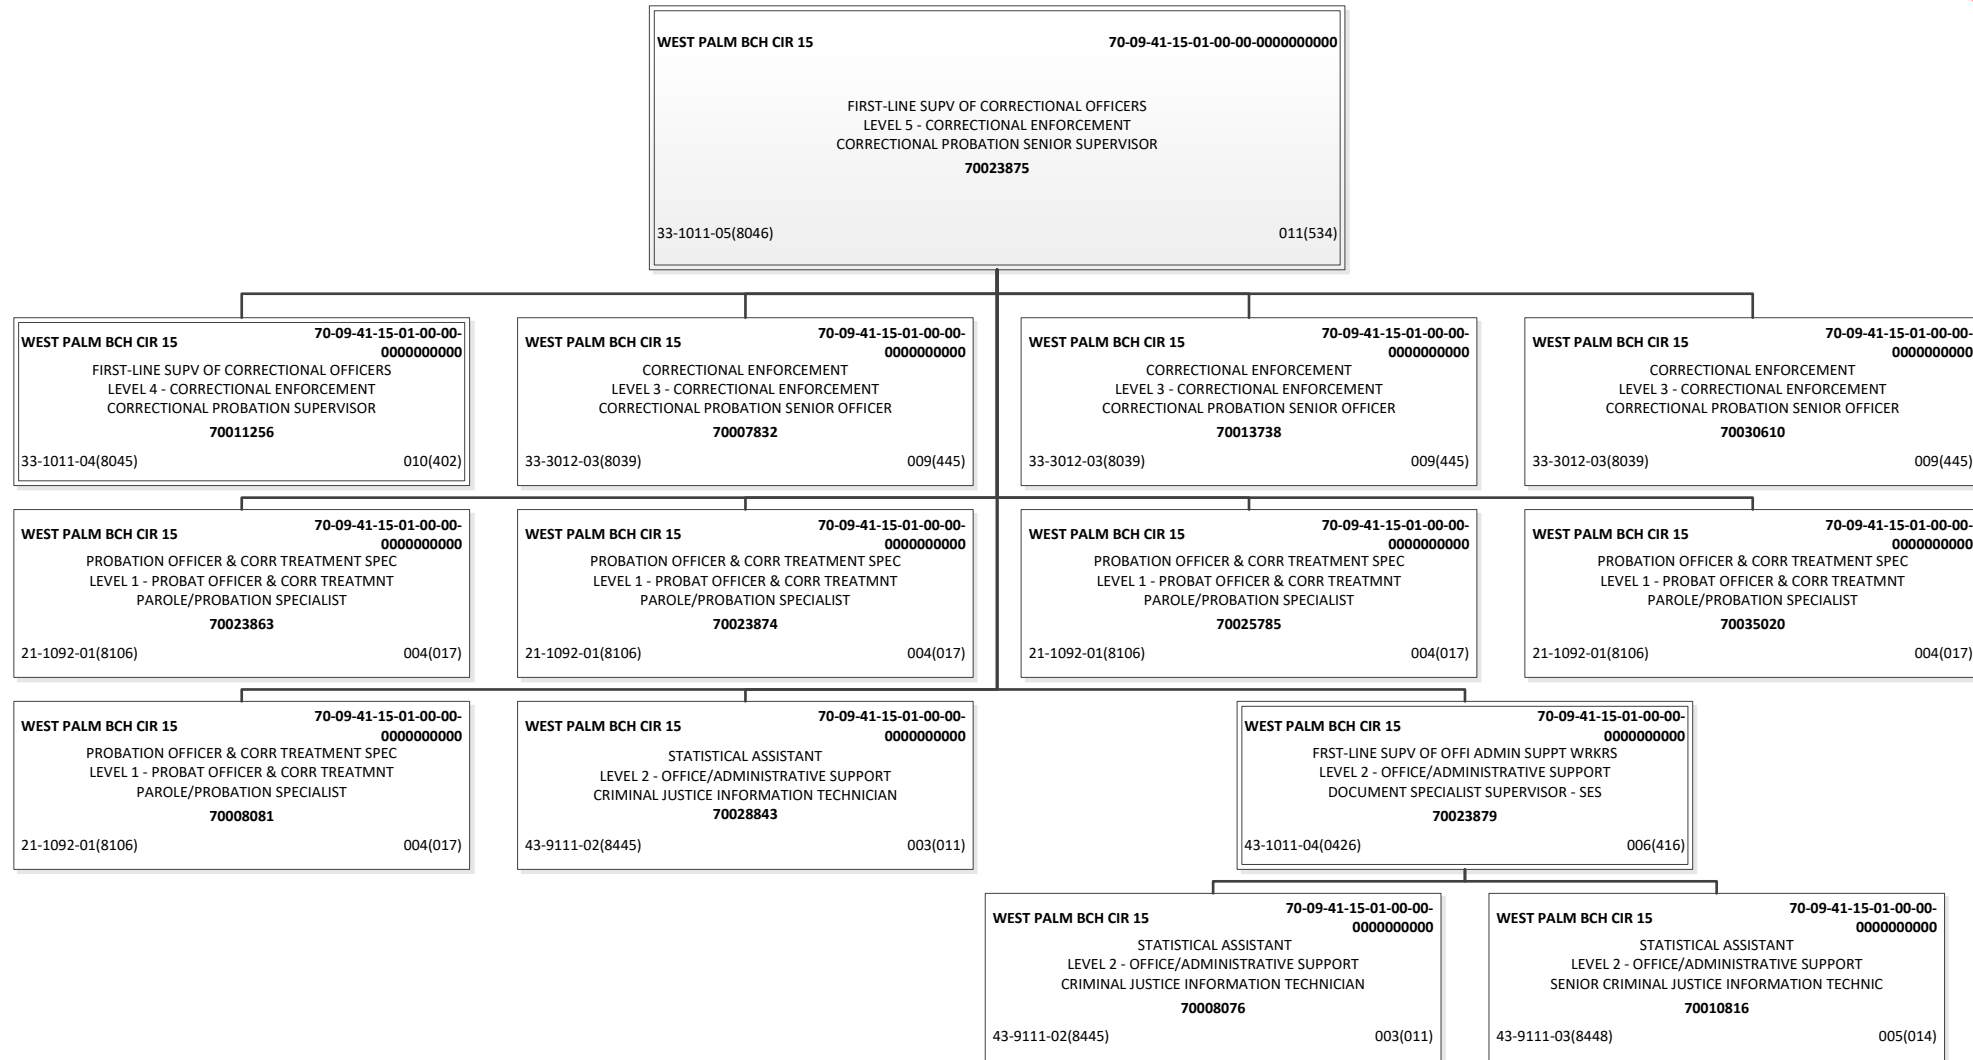 WEST PALM BCH CIR 15 70-09-41-15-01-00-00-0000000000
FIRST-LINE SUPV OF CORRECTIONAL OFFICERS
LEVEL 5 - CORRECTIONAL ENFORCEMENT
CORRECTIONAL PROBATION SENIOR SUPERVISOR
70023875
33-1011-05(8046) 011(534)
WEST PALM BCH CIR 15 70-09-41-15-01-00-00-
0000000000
FIRST-LINE SUPV OF CORRECTIONAL OFFICERS
LEVEL 4 - CORRECTIONAL ENFORCEMENT
CORRECTIONAL PROBATION SUPERVISOR
70011256
33-1011-04(8045) 010(402)
WEST PALM BCH CIR 15 70-09-41-15-01-00-00-
0000000000
CORRECTIONAL ENFORCEMENT
LEVEL 3 - CORRECTIONAL ENFORCEMENT
CORRECTIONAL PROBATION SENIOR OFFICER
70007832
33-3012-03(8039) 009(445)
WEST PALM BCH CIR 15 70-09-41-15-01-00-00-
0000000000
CORRECTIONAL ENFORCEMENT
LEVEL 3 - CORRECTIONAL ENFORCEMENT
CORRECTIONAL PROBATION SENIOR OFFICER
70013738
33-3012-03(8039) 009(445)
WEST PALM BCH CIR 15 70-09-41-15-01-00-00-
0000000000
CORRECTIONAL ENFORCEMENT
LEVEL 3 - CORRECTIONAL ENFORCEMENT
CORRECTIONAL PROBATION SENIOR OFFICER
70030610
33-3012-03(8039) 009(445)
WEST PALM BCH CIR 15 70-09-41-15-01-00-00-
0000000000
PROBATION OFFICER & CORR TREATMENT SPEC
LEVEL 1 - PROBAT OFFICER & CORR TREATMNT
PAROLE/PROBATION SPECIALIST
70023863
21-1092-01(8106) 004(017)
WEST PALM BCH CIR 15 70-09-41-15-01-00-00-
0000000000
PROBATION OFFICER & CORR TREATMENT SPEC
LEVEL 1 - PROBAT OFFICER & CORR TREATMNT
PAROLE/PROBATION SPECIALIST
70023874
21-1092-01(8106) 004(017)
WEST PALM BCH CIR 15 70-09-41-15-01-00-00-
0000000000
PROBATION OFFICER & CORR TREATMENT SPEC
LEVEL 1 - PROBAT OFFICER & CORR TREATMNT
PAROLE/PROBATION SPECIALIST
70025785
21-1092-01(8106) 004(017)
WEST PALM BCH CIR 15 70-09-41-15-01-00-00-
0000000000
PROBATION OFFICER & CORR TREATMENT SPEC
LEVEL 1 - PROBAT OFFICER & CORR TREATMNT
PAROLE/PROBATION SPECIALIST
70035020
21-1092-01(8106) 004(017)
WEST PALM BCH CIR 15 70-09-41-15-01-00-00-
0000000000
PROBATION OFFICER & CORR TREATMENT SPEC
LEVEL 1 - PROBAT OFFICER & CORR TREATMNT
PAROLE/PROBATION SPECIALIST
70008081
21-1092-01(8106) 004(017)
WEST PALM BCH CIR 15 70-09-41-15-01-00-00-
0000000000
STATISTICAL ASSISTANT
LEVEL 2 - OFFICE/ADMINISTRATIVE SUPPORT
CRIMINAL JUSTICE INFORMATION TECHNICIAN
70028843
43-9111-02(8445) 003(011)
WEST PALM BCH CIR 15 70-09-41-15-01-00-00-
0000000000
FRST-LINE SUPV OF OFFI ADMIN SUPPT WRKRS
LEVEL 2 - OFFICE/ADMINISTRATIVE SUPPORT
DOCUMENT SPECIALIST SUPERVISOR - SES
70023879
43-1011-04(0426) 006(416)
WEST PALM BCH CIR 15 70-09-41-15-01-00-00-
0000000000
STATISTICAL ASSISTANT
LEVEL 2 - OFFICE/ADMINISTRATIVE SUPPORT
CRIMINAL JUSTICE INFORMATION TECHNICIAN
70008076
43-9111-02(8445) 003(011)
WEST PALM BCH CIR 15 70-09-41-15-01-00-00-
0000000000
STATISTICAL ASSISTANT
LEVEL 2 - OFFICE/ADMINISTRATIVE SUPPORT
SENIOR CRIMINAL JUSTICE INFORMATION TECHNIC
70010816
43-9111-03(8448) 005(014)